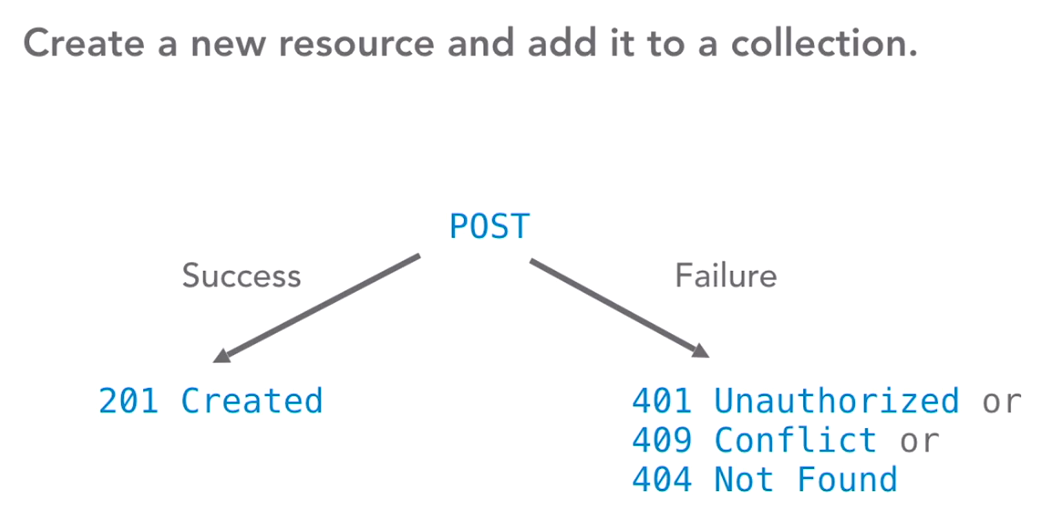 Create a new resource and add it to a collection.
POST
Success
Failure
201 Created
401 Unauthorized or
409 Conflict or
404 Not Found